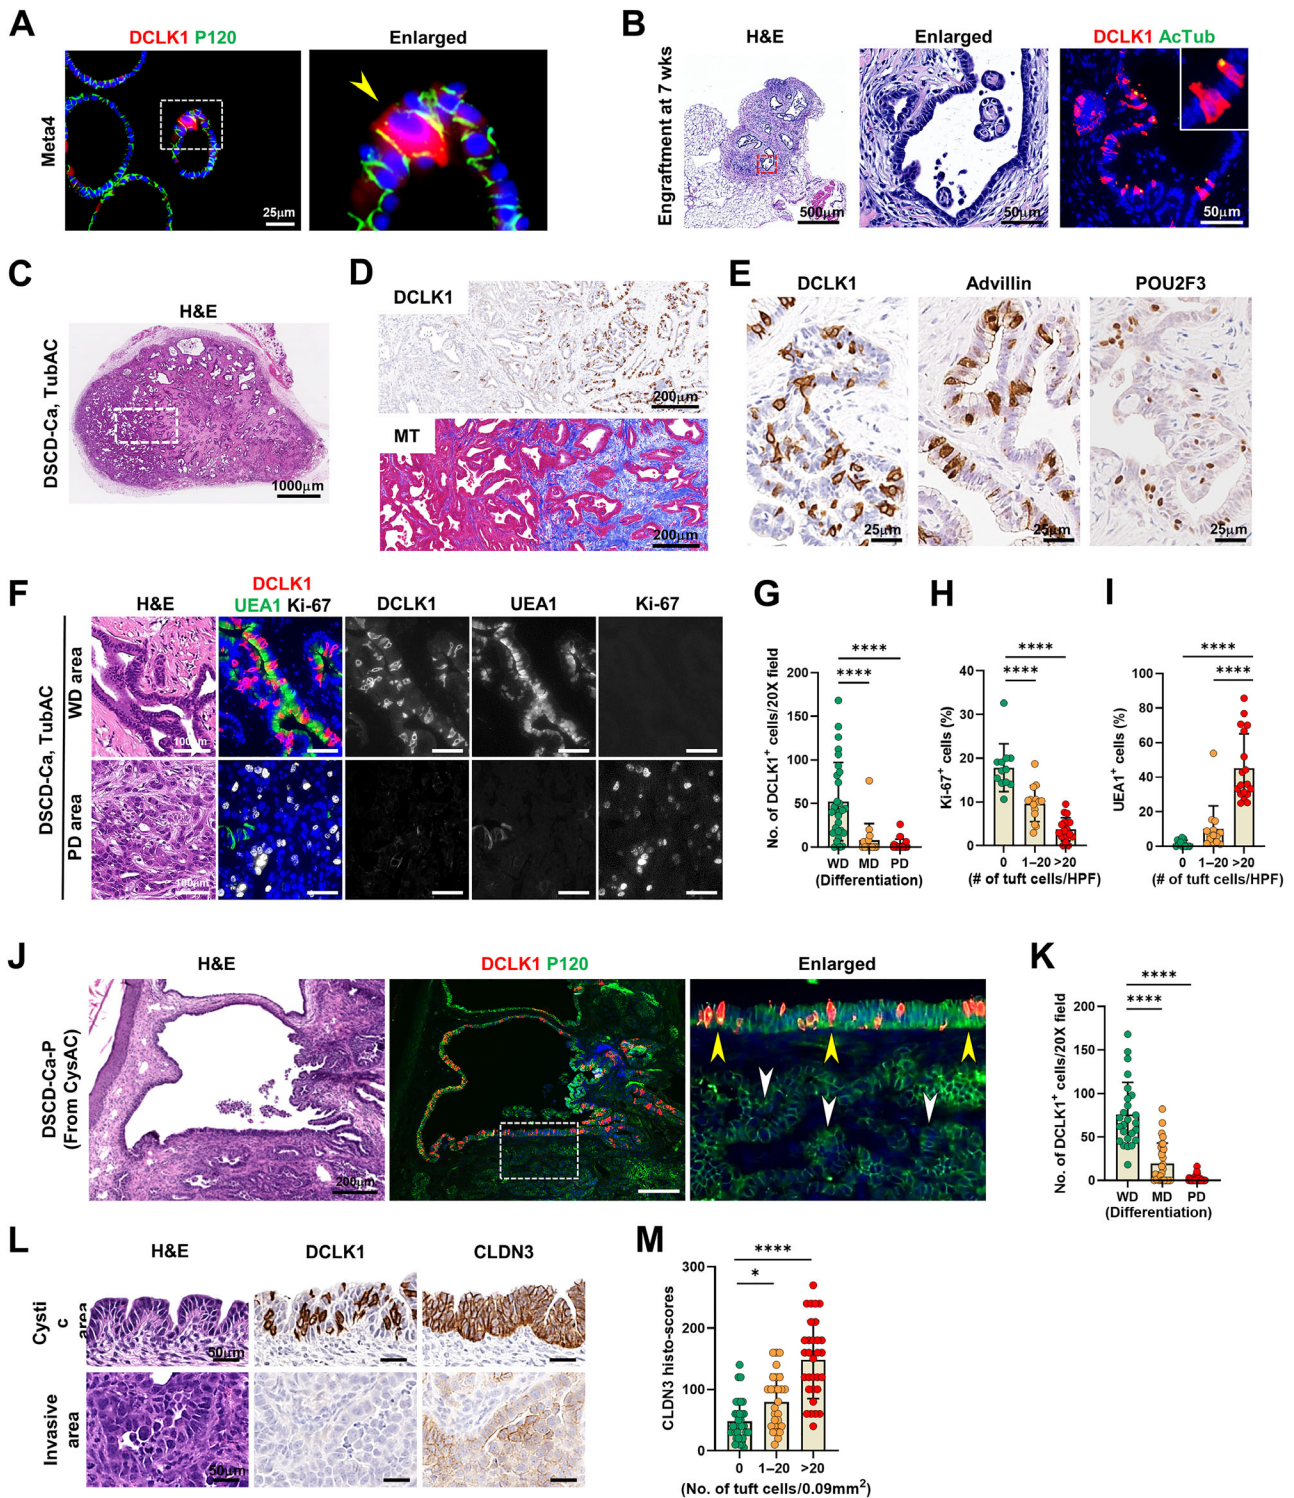 A
DCLK1 P120
Enlarged
Meta4
25μm
B
H&E
Enlarged
DCLK1 AcTub
Engraftment at 7 wks
500μm
50μm
50μm
C
H&E
DSCD-Ca, TubAC
1000μm
D
DCLK1
200μm
MT
200μm
E
DCLK1
Advillin
POU2F3
25μm
25μm
25μm
F
H&E
DCLK1
UEA1 Ki-67
DCLK1
UEA1
Ki-67
DSCD-Ca, TubAC
WD area
PD area
100μm
100μm
G
No. of DCLK1+ cells/20X field
200
150
100
50
0
****
****
WD MD PD
(Differentiation)
H
Ki-67+ cells (%)
40
30
20
10
0
****
****
0 1–20 >20
(# of tuft cells/HPF)
I
UEA1+ cells (%)
100
80
60
40
20
0
****
****
0 1–20 >20
(# of tuft cells/HPF)
J
H&E
DCLK1 P120
Enlarged
DSCD-Ca-P
(From CysAC)
200μm
K
No. of DCLK1+ cells/20X field
200
150
100
50
0
****
****
WD MD PD
(Differentiation)
L
H&E
DCLK1
CLDN3
Cysti
c
area
50μm
Invasive
area
50μm
M
CLDN3 histo-scores
300
200
100
0
****
*
0 1–20 >20
(No. of tuft cells/0.09mm2)